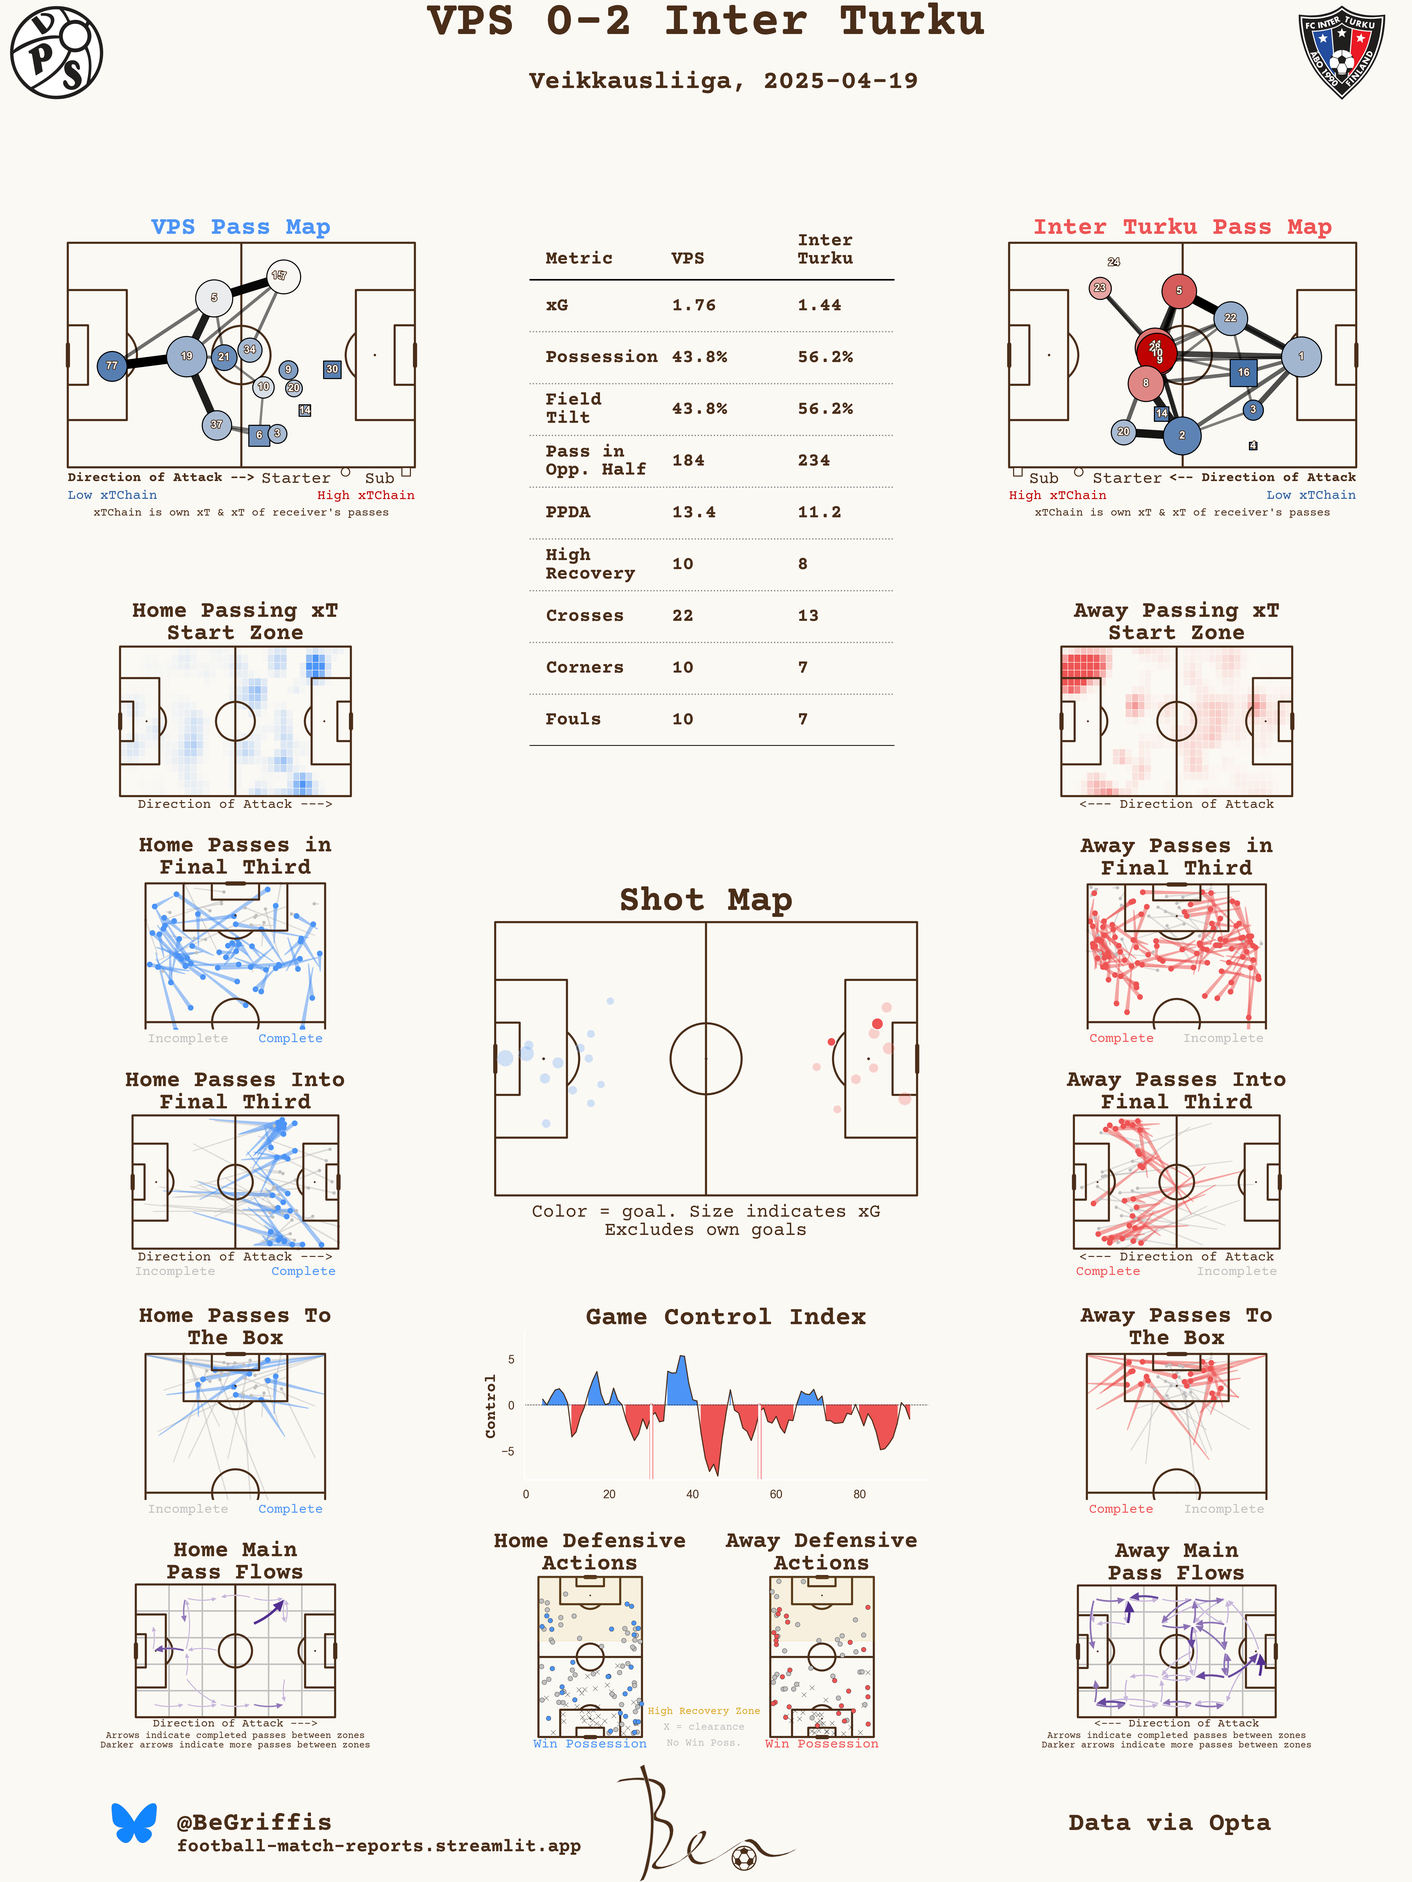 VPS 0-2 Inter Turku
Veikkausliiga, 2025-04-19
VPS
FC INTER TURKU
ÅBO 1990 FINLAND
VPS Pass Map
5
77
19
21
34
9
30
10
20
14
37
6
3
Direction of Attack --> Starter Sub
Low xTChain High xTChain
xTChain is own xT & xT of receiver's passes
Metric VPS Inter
Turku
xG 1.76 1.44
Possession 43.8% 56.2%
Field
Tilt 43.8% 56.2%
Pass in
Opp. Half 184 234
PPDA 13.4 11.2
High
Recovery 10 8
Crosses 22 13
Corners 10 7
Fouls 10 7
Inter Turku Pass Map
24
23
5
22
10
9
1
16
8
14
3
20
2
4
Sub Starter <-- Direction of Attack
High xTChain Low xTChain
xTChain is own xT & xT of receiver's passes
Home Passing xT
Start Zone
Direction of Attack --->
Away Passing xT
Start Zone
<--- Direction of Attack
Home Passes in
Final Third
Incomplete Complete
Shot Map
Color = goal. Size indicates xG
Excludes own goals
Away Passes in
Final Third
Complete Incomplete
Home Passes Into
Final Third
Direction of Attack --->
Incomplete Complete
Away Passes Into
Final Third
<--- Direction of Attack
Complete Incomplete
Home Passes To
The Box
Incomplete Complete
Game Control Index
Control
5
0
−5
0 20 40 60 80
Away Passes To
The Box
Complete Incomplete
Home Main
Pass Flows
Direction of Attack --->
Arrows indicate completed passes between zones
Darker arrows indicate more passes between zones
Home Defensive
Actions
Win Possession
Away Defensive
Actions
Win Possession
High Recovery Zone
X = clearance
No Win Poss.
Away Main
Pass Flows
<--- Direction of Attack
Arrows indicate completed passes between zones
Darker arrows indicate more passes between zones
@BeGriffis
football-match-reports.streamlit.app
Ben
Data via Opta